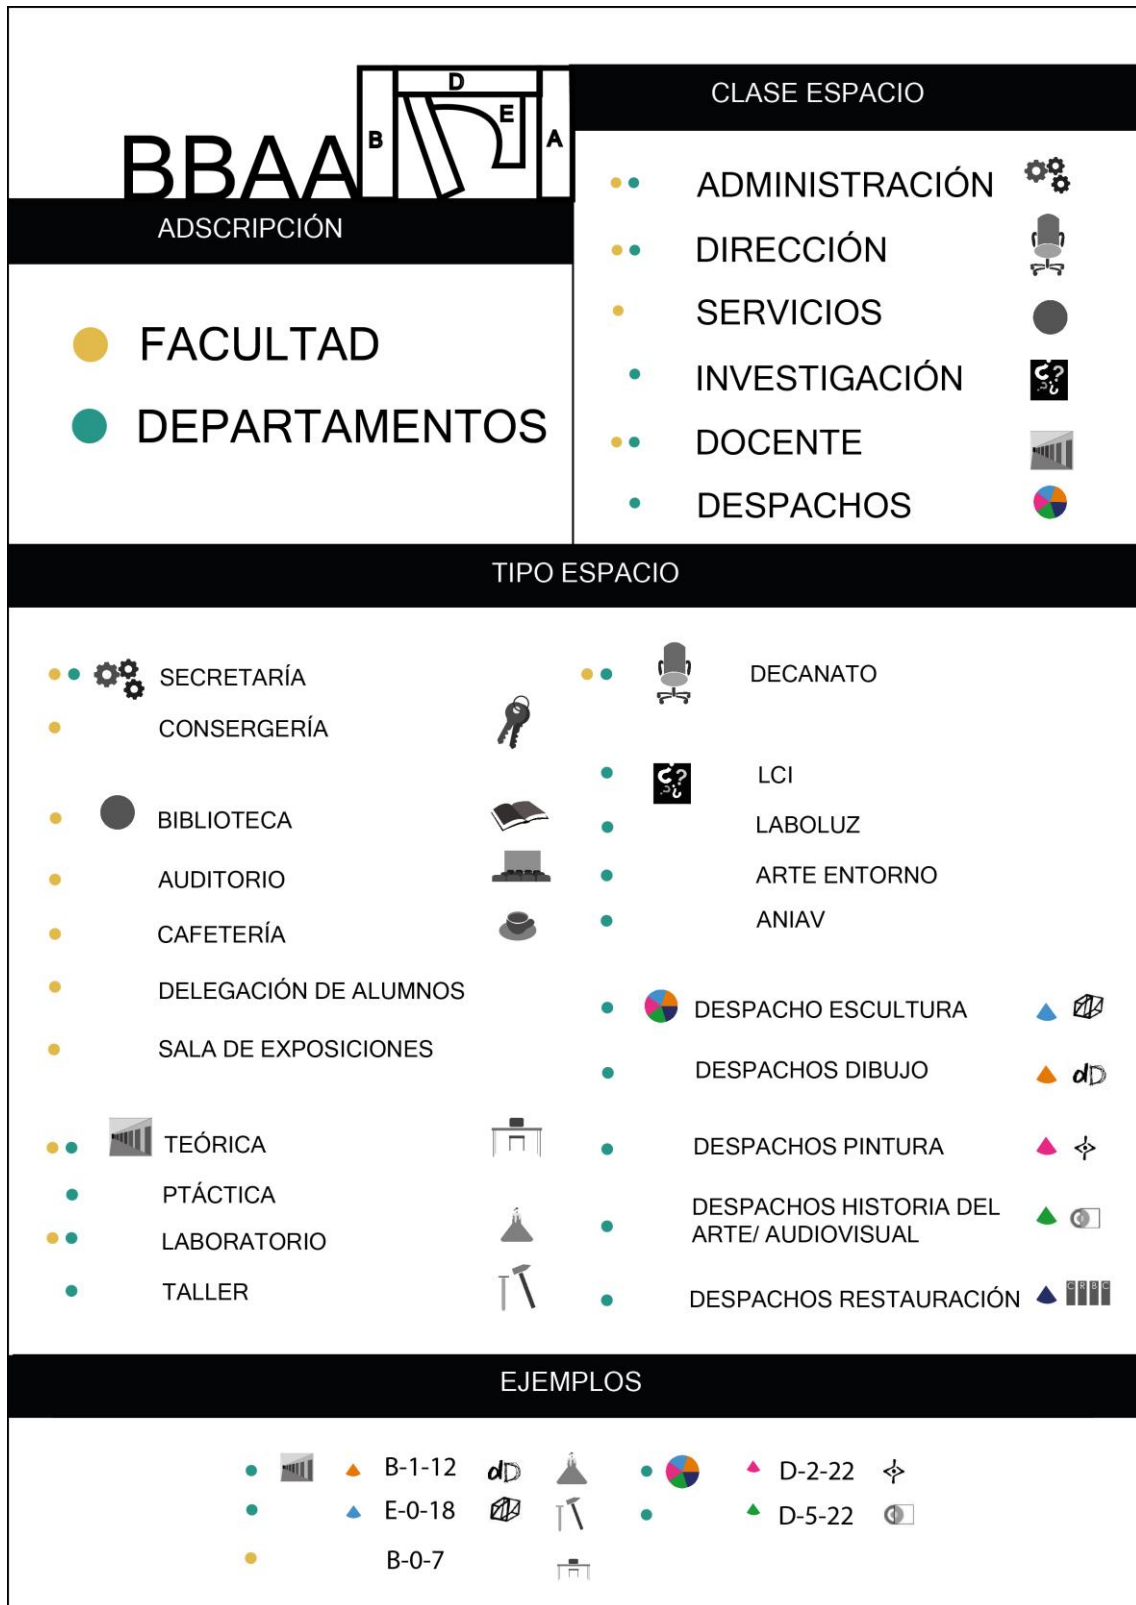 BBAA
D
B
E
A
CLASE ESPACIO
ADSCRIPCIÓN
FACULTAD
DEPARTAMENTOS
ADMINISTRACIÓN
DIRECCIÓN
SERVICIOS
INVESTIGACIÓN
DOCENTE
DESPACHOS
TIPO ESPACIO
SECRETARÍA
CONSERGERÍA
BIBLIOTECA
AUDITORIO
CAFETERÍA
DELEGACIÓN DE ALUMNOS
SALA DE EXPOSICIONES
TEÓRICA
PTÁCTICA
LABORATORIO
TALLER
DECANATO
LCI
LABOLUZ
ARTE ENTORNO
ANIAV
DESPACHO ESCULTURA
DESPACHOS DIBUJO dD
DESPACHOS PINTURA
DESPACHOS HISTORIA DEL
ARTE/ AUDIOVISUAL
DESPACHOS RESTAURACIÓN C R B C
EJEMPLOS
B-1-12 dD
E-0-18
B-0-7
D-2-22
D-5-22